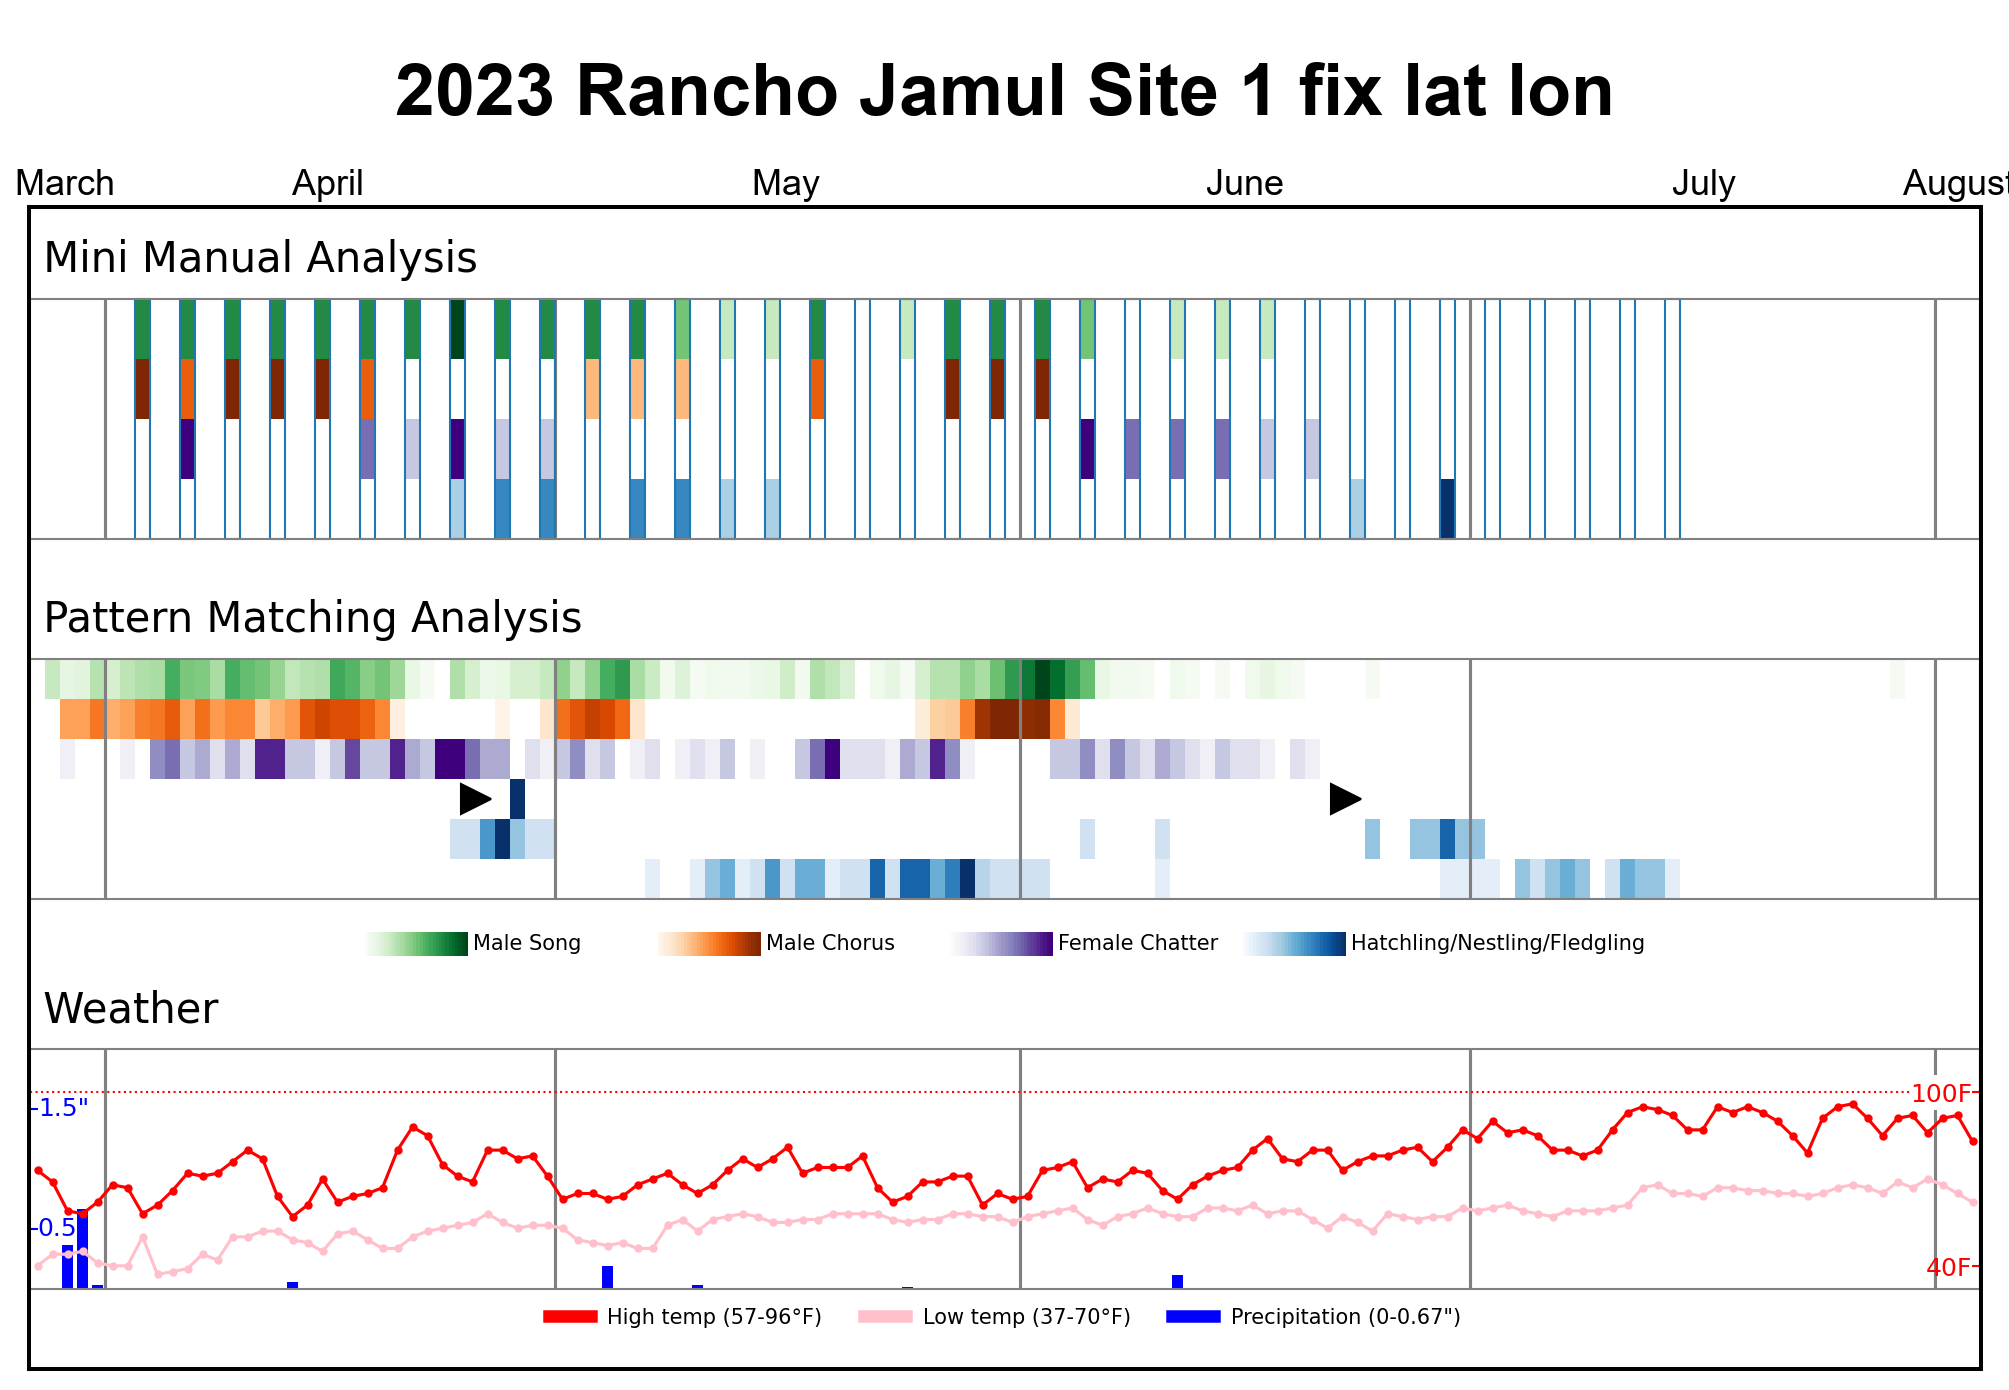 2023 Rancho Jamul Site 1 fix lat lon
March April May June July August
Mini Manual Analysis
Pattern Matching Analysis
Male Song Male Chorus Female Chatter Hatchling/Nestling/Fledgling
Weather
100F
1.5"
0.5
40F
High temp (57-96°F) Low temp (37-70°F) Precipitation (0-0.67")